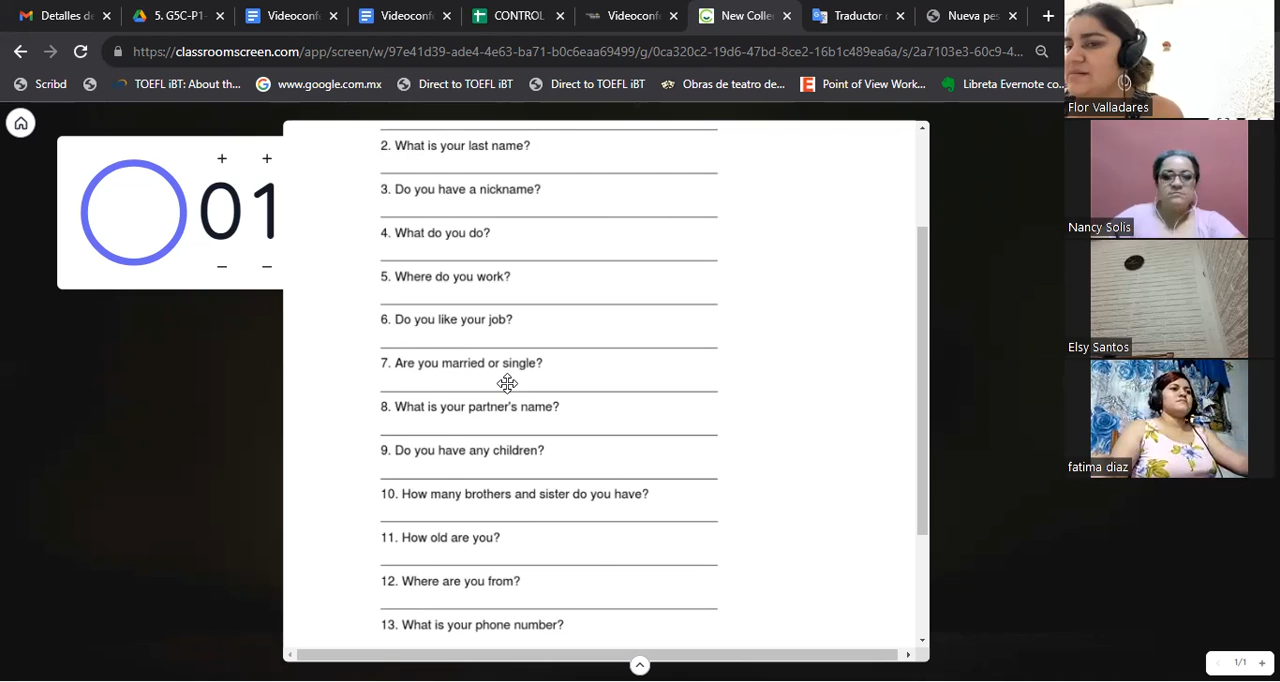 Detalles d
5. G5C-P1-
Videoconf
Videoconf
CONTROL
Videoconf
New Colle
Traductor
Nueva pes
https://classroomscreen.com/app/screen/w/97e41d39-ade4-4e63-ba71-b0c6eaa69499/g/0ca320c2-19d6-47bd-8ce2-16b1c489ea6a/s/2a7103e3-60c9-4...
Scribd
TOEFL iBT: About th...
www.google.com.mx
Direct to TOEFL iBT
Direct to TOEFL iBT
Obras de teatro de...
Point of View Work...
Libreta Evernote co...
01
2. What is your last name?
3. Do you have a nickname?
4. What do you do?
5. Where do you work?
6. Do you like your job?
7. Are you married or single?
8. What is your partner's name?
9. Do you have any children?
10. How many brothers and sister do you have?
11. How old are you?
12. Where are you from?
13. What is your phone number?
1/1
Flor Valladares
Nancy Solis
Elsy Santos
fatima diaz